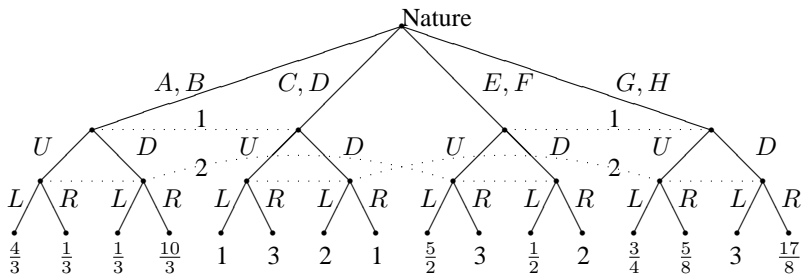 Nature
A, B C, D E, F G, H
1 1
U D U D U D U D
2 2
L R L R L R L R L R L R L R L R
4/3 1/3 1/3 10/3 1 3 2 1 5/2 3 1/2 2 3/4 5/8 3 17/8